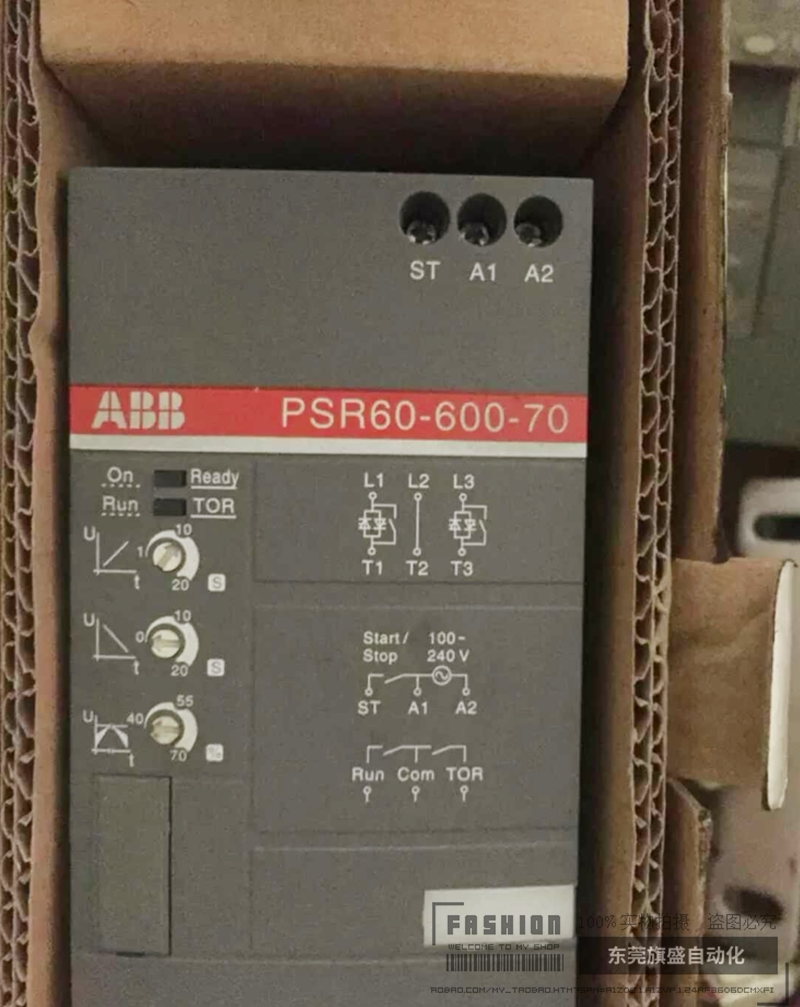 ST A1 A2
ABB PSR60-600-70
On Ready
Run TOR
L1 L2 L3
T1 T2 T3
U 10
1
t 20 S
U 10
0
t 20 S
55
U 40
t 70 %
Start/ 100-
Stop 240 V
ST A1 A2
Run Com TOR
FASHION
WELCOME TO MY SHOP
100% 实物拍摄 盗图必究
东莞旗盛自动化